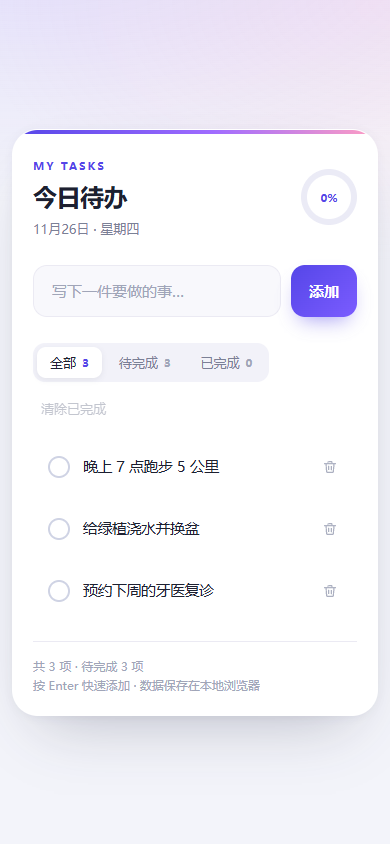 MY TASKS
今日待办
11月26日 · 星期四
0%
写下一件要做的事...
添加
全部 3
待完成 3
已完成 0
清除已完成
晚上 7 点跑步 5 公里
给绿植浇水并换盆
预约下周的牙医复诊
共 3 项 · 待完成 3 项
按 Enter 快速添加 · 数据保存在本地浏览器